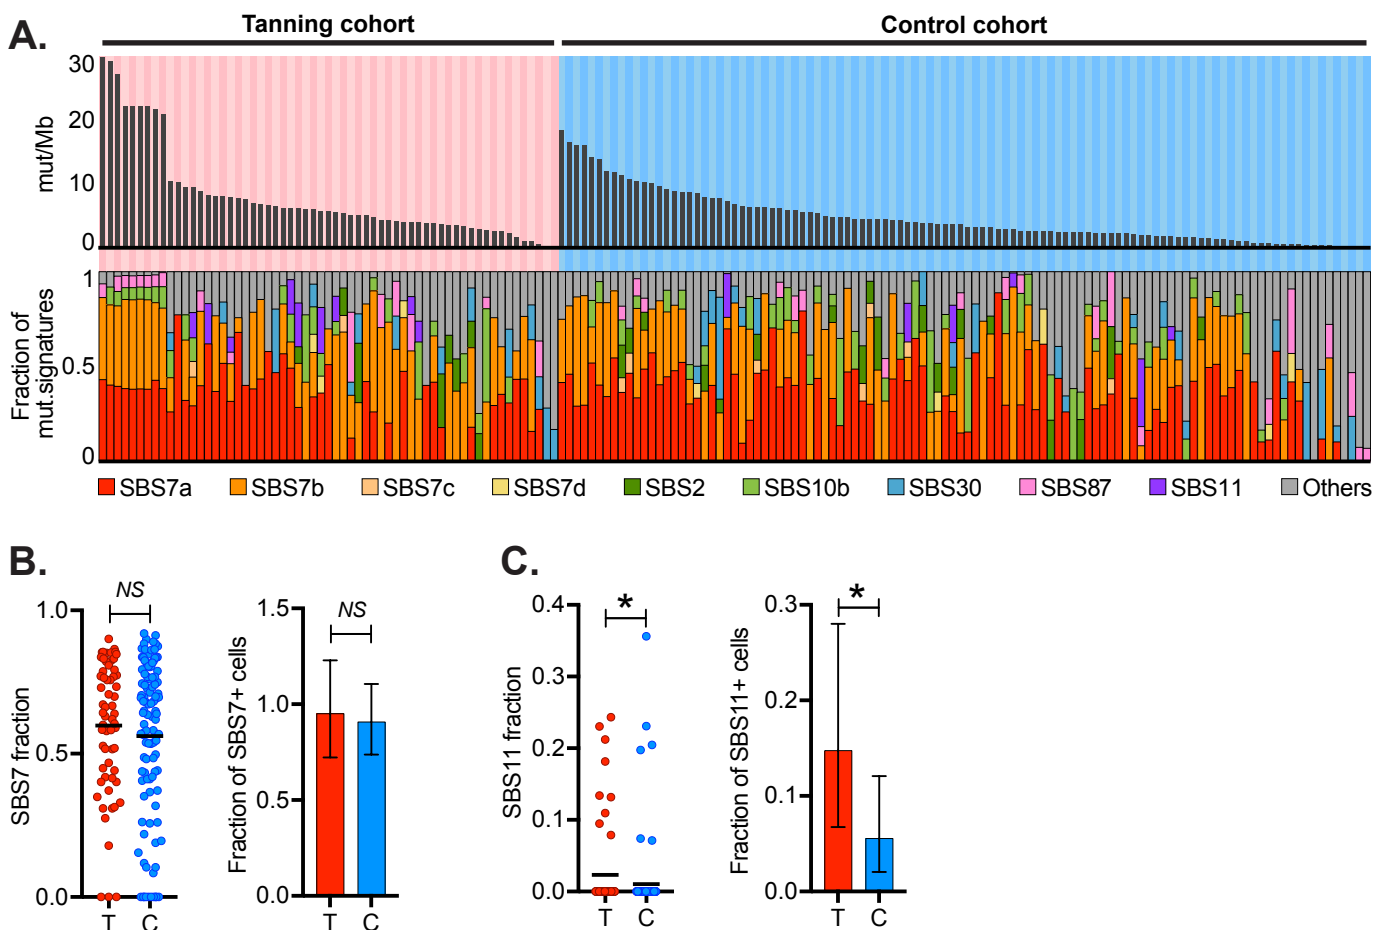 A.
Tanning cohort
Control cohort
mut/Mb
30
20
10
0
Fraction of
mut.signatures
1
0.5
0
SBS7a SBS7b SBS7c SBS7d SBS2 SBS10b SBS30 SBS87 SBS11 Others
B.
SBS7 fraction
1.0
0.5
0.0
NS
T C
Fraction of SBS7+ cells
1.5
1.0
0.5
0.0
NS
T C
C.
SBS11 fraction
0.4
0.3
0.2
0.1
0.0
*
T C
Fraction of SBS11+ cells
0.3
0.2
0.1
0.0
*
T C